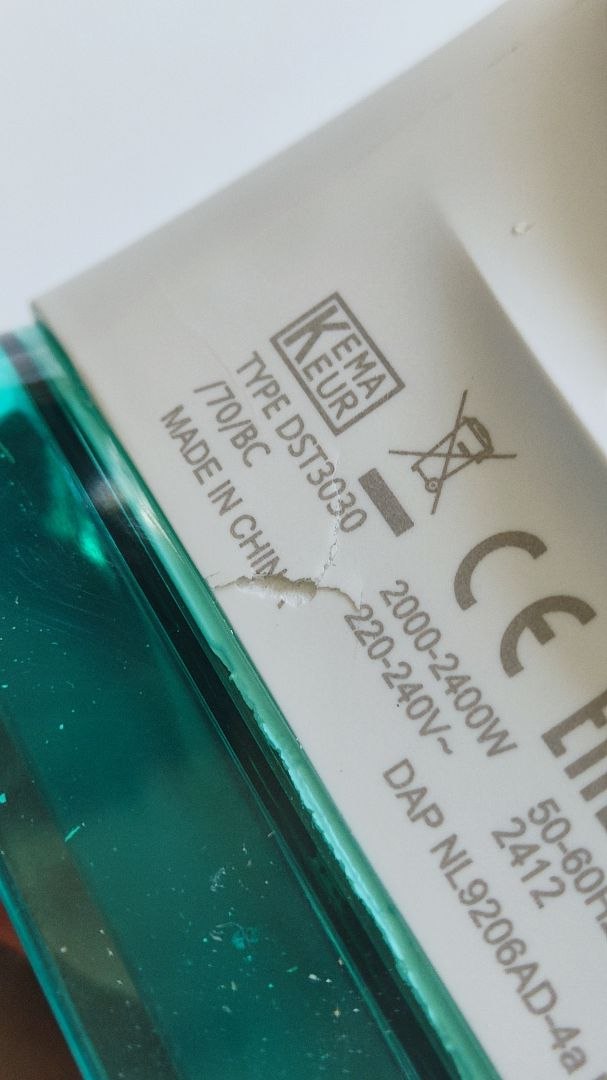 KEMA
KEUR
TYPE DST3030
/70/BC
MADE IN CHIN
CE
2000-2400W
220-240V~
50-60H
2412
DAP NL9206AD-4a